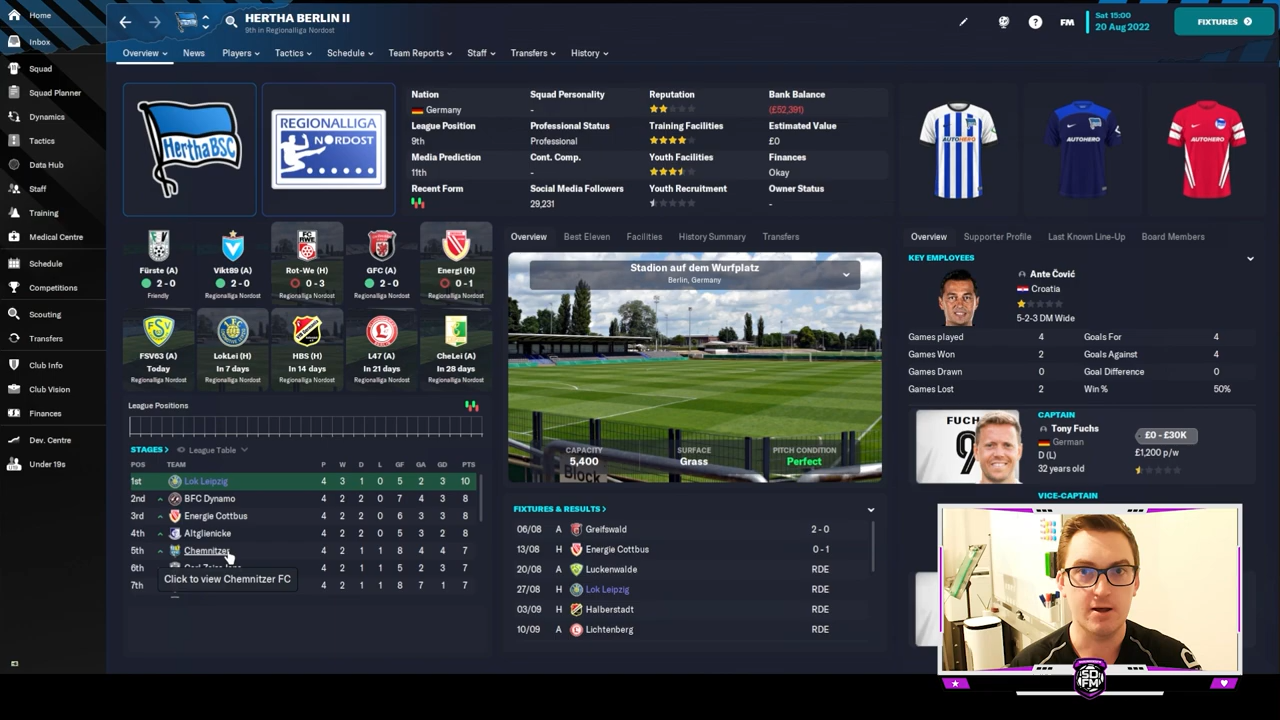 Home
Inbox
Squad
Squad Planner
Dynamics
Tactics
Data Hub
Staff
Training
Medical Centre
Schedule
Competitions
Scouting
Transfers
Club Info
Club Vision
Finances
Dev. Centre
Under 19s
HERTHA BERLIN II
9th in Regionalliga Nordost
FM
Sat 15:00
20 Aug 2022
FIXTURES
Overview News Players Tactics Schedule Team Reports Staff Transfers History
HerthaBSC
REGIONALLIGA
NORDOST
Nation
Germany
League Position
9th
Media Prediction
11th
Recent Form
Squad Personality
-
Professional Status
Professional
Cont. Comp.
-
Social Media Followers
29,231
Reputation
Training Facilities
Youth Facilities
Youth Recruitment
Bank Balance
(£52,391)
Estimated Value
£0
Finances
Okay
Owner Status
-
AUTOHERO
AUTOHERO
AUTOHERO
Fürste (A) Vikt89 (A) Rot-We (H) GFC (A) Energi (H)
2-0 2-0 0-3 2-0 0-1
Friendly Regionalliga Nordost Regionalliga Nordost Regionalliga Nordost Regionalliga Nordost
FSV63 (A) LokLei (H) HBS (H) L47 (A) CheLei (A)
Today In 7 days In 14 days In 21 days In 28 days
Regionalliga Nordost Regionalliga Nordost Regionalliga Nordost Regionalliga Nordost Regionalliga Nordost
League Positions
STAGES > League Table
POS TEAM P W D L GF GA GD PTS
1st Lok Leipzig 4 3 1 0 5 2 3 10
2nd BFC Dynamo 4 2 2 0 7 4 3 8
3rd Energie Cottbus 4 2 2 0 6 3 3 8
4th Altglienicke 4 2 2 0 5 3 2 8
5th Chemnitzer 4 2 1 1 8 4 4 7
6th Carl Zeiss Jena 4 2 1 1 5 2 3 7
7th 4 2 1 1 8 7 1 7
Click to view Chemnitzer FC
Overview Best Eleven Facilities History Summary Transfers
Stadion auf dem Wurfplatz
Berlin, Germany
CAPACITY
5,400
SURFACE
Grass
PITCH CONDITION
Perfect
Block
FIXTURES & RESULTS >
06/08 A Greifswald 2 - 0
13/08 H Energie Cottbus 0 - 1
20/08 A Luckenwalde RDE
27/08 H Lok Leipzig RDE
03/09 H Halberstadt RDE
10/09 A Lichtenberg RDE
Overview Supporter Profile Last Known Line-Up Board Members
KEY EMPLOYEES
Ante Čović
Croatia
5-2-3 DM Wide
Games played 4 Goals For 4
Games Won 2 Goals Against 4
Games Drawn 0 Goal Difference 0
Games Lost 2 Win % 50%
FUCH
9
CAPTAIN
Tony Fuchs
German
D (L)
32 years old
£0 - £30K
£1,200 p/w
VICE-CAPTAIN
SDFM